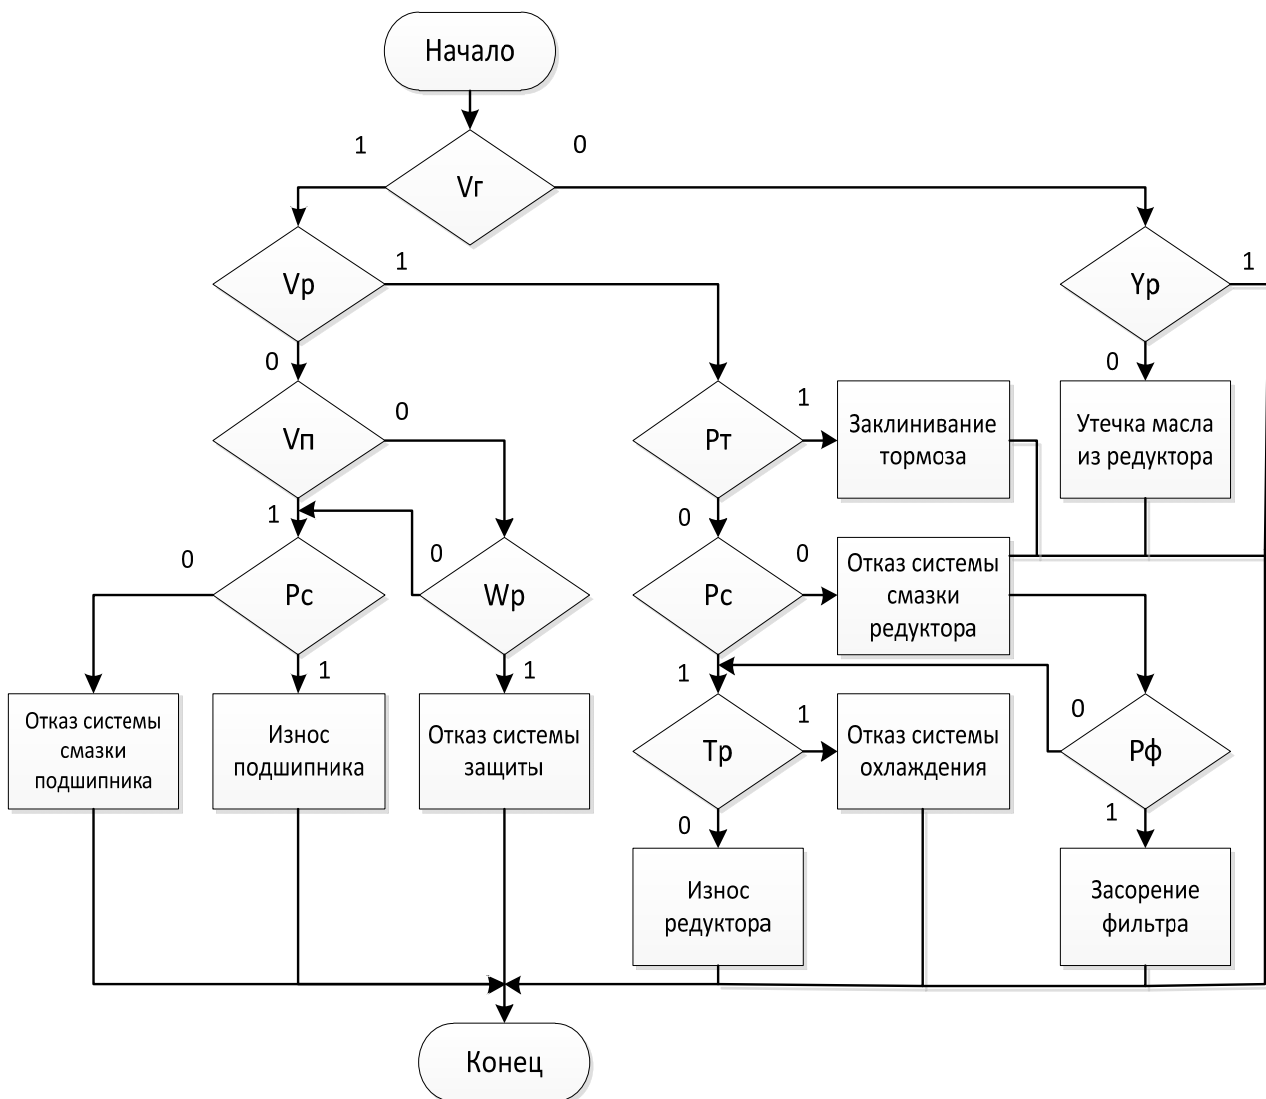 Начало
1
0
Vг
Vр
1
Yр
1
0
0
Vп
0
Рт
1
Заклинивание
тормоза
Утечка масла
из редуктора
1
0
0
Рс
0
Wр
Рс
0
Отказ системы
смазки
редуктора
1
1
1
0
Отказ системы
смазки
подшипника
Износ
подшипника
Отказ системы
защиты
Тр
1
Отказ системы
охлаждения
Рф
0
1
Износ
редуктора
Засорение
фильтра
Конец